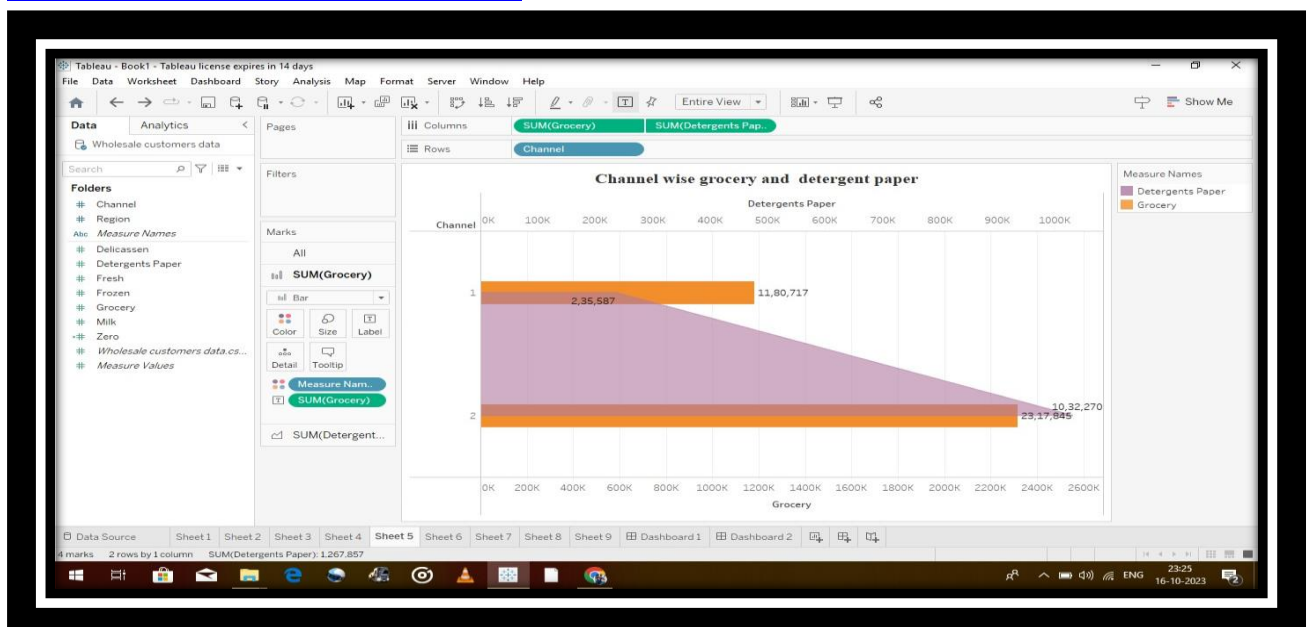 Tableau - Book1 - Tableau license expires in 14 days
File Data Worksheet Dashboard Story Analysis Map Format Server Window Help
Entire View
Show Me
Data Analytics
Wholesale customers data
Search
Folders
# Channel
# Region
Abc Measure Names
# Delicassen
# Detergents Paper
# Fresh
# Frozen
# Grocery
# Milk
=# Zero
# Wholesale customers data.cs...
# Measure Values
Pages
Filters
Marks
All
SUM(Grocery)
Bar
Color Size Label
Detail Tooltip
Measure Nam..
SUM(Grocery)
SUM(Detergent...
Columns SUM(Grocery) SUM(Detergents Pap..
Rows Channel
Channel wise grocery and detergent paper
Detergents Paper
Channel 0K 100K 200K 300K 400K 500K 600K 700K 800K 900K 1000K
1 2,35,587 11,80,717
2 10,32,270
23,17,845
0K 200K 400K 600K 800K 1000K 1200K 1400K 1600K 1800K 2000K 2200K 2400K 2600K
Grocery
Measure Names
Detergents Paper
Grocery
Data Source Sheet 1 Sheet 2 Sheet 3 Sheet 4 Sheet 5 Sheet 6 Sheet 7 Sheet 8 Sheet 9 Dashboard 1 Dashboard 2
4 marks 2 rows by 1 column SUM(Detergents Paper): 1,267,857
ENG
23:25
16-10-2023
2